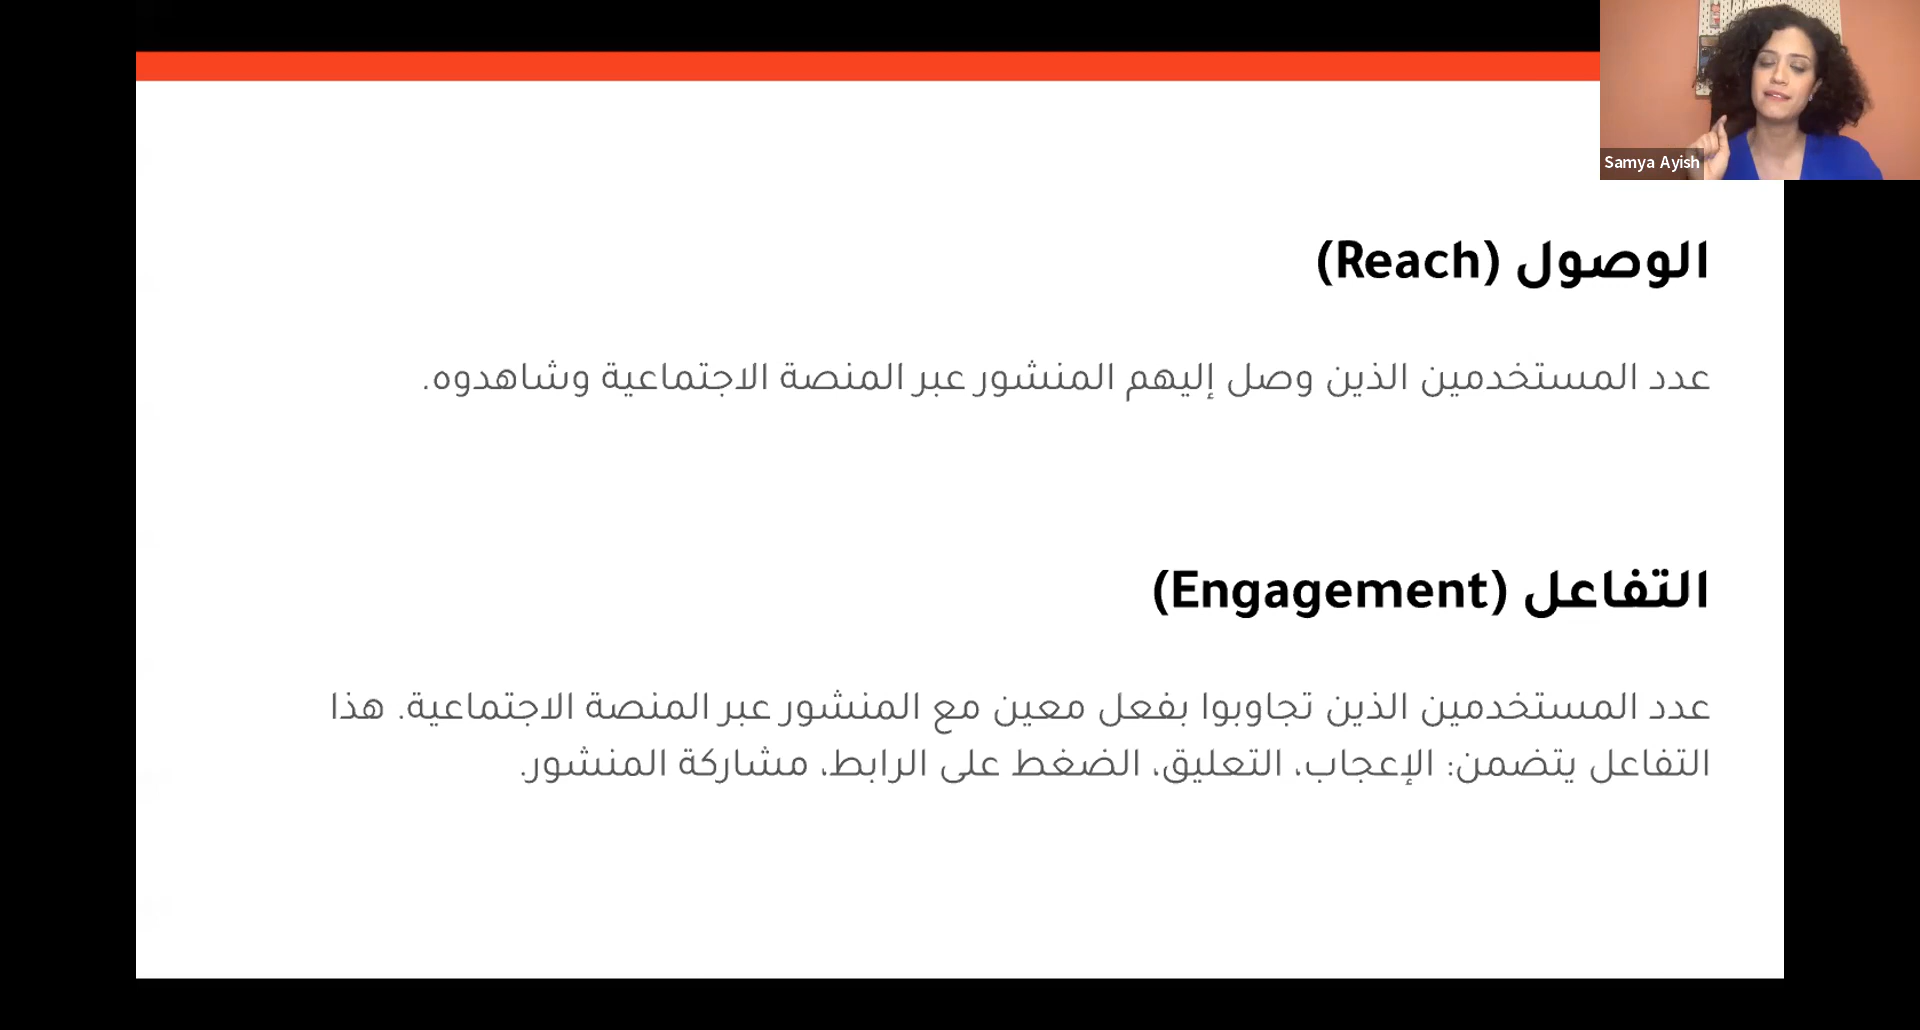 Samya Ayish
الوصول (Reach)
عدد المستخدمين الذين وصل إليهم المنشور عبر المنصة الاجتماعية وشاهدوه.
التفاعل (Engagement)
عدد المستخدمين الذين تجاوبوا بفعل معين مع المنشور عبر المنصة الاجتماعية. هذا
التفاعل يتضمن: الإعجاب، التعليق، الضغط على الرابط، مشاركة المنشور.